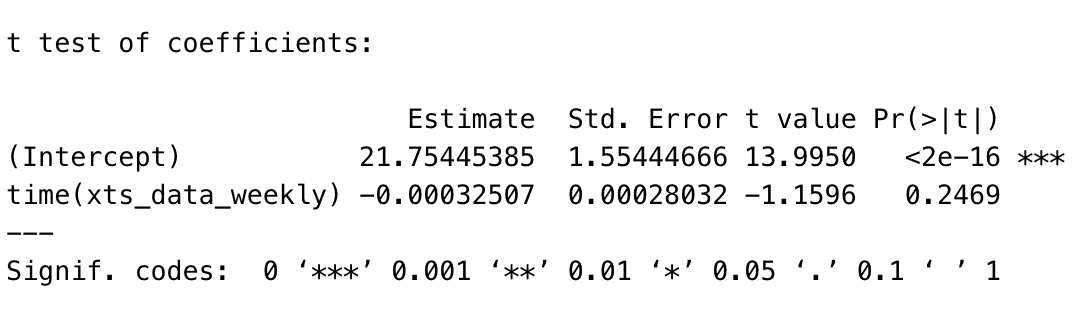 t test of coefficients:
Estimate Std. Error t value Pr(>|t|)
(Intercept) 21.75445385 1.55444666 13.9950 <2e-16 ***
time(xts_data_weekly) -0.00032507 0.00028032 -1.1596 0.2469
---
Signif. codes: 0 ‘***’ 0.001 ‘**’ 0.01 ‘*’ 0.05 ‘.’ 0.1 ‘ ’ 1